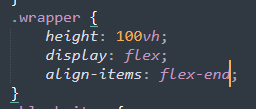 .wrapper {
height: 100vh;
display: flex;
align-items: flex-end;
}